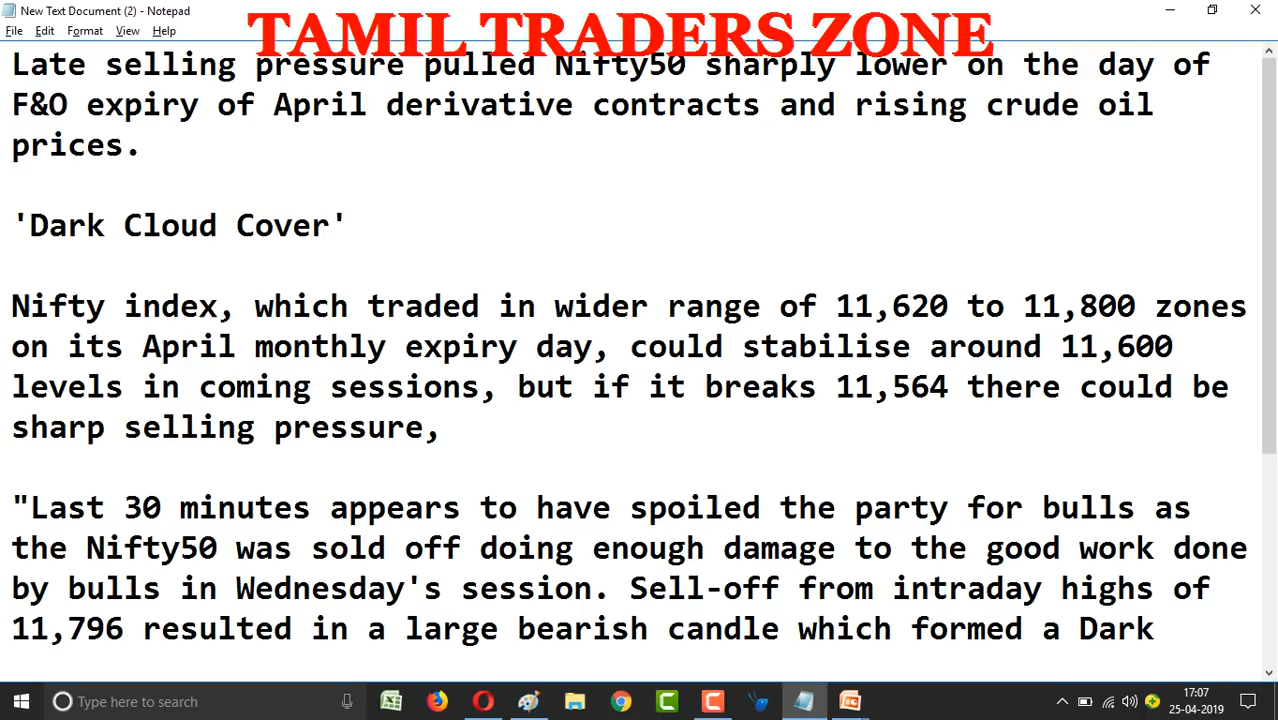 New Text Document (2) - Notepad
File Edit Format View Help
TAMIL TRADERS ZONE
Late selling pressure pulled Nifty50 sharply lower on the day of
F&O expiry of April derivative contracts and rising crude oil
prices.
'Dark Cloud Cover'
Nifty index, which traded in wider range of 11,620 to 11,800 zones
on its April monthly expiry day, could stabilise around 11,600
levels in coming sessions, but if it breaks 11,564 there could be
sharp selling pressure,
"Last 30 minutes appears to have spoiled the party for bulls as
the Nifty50 was sold off doing enough damage to the good work done
by bulls in Wednesday's session. Sell-off from intraday highs of
11,796 resulted in a large bearish candle which formed a Dark
Type here to search
17:07
25-04-2019